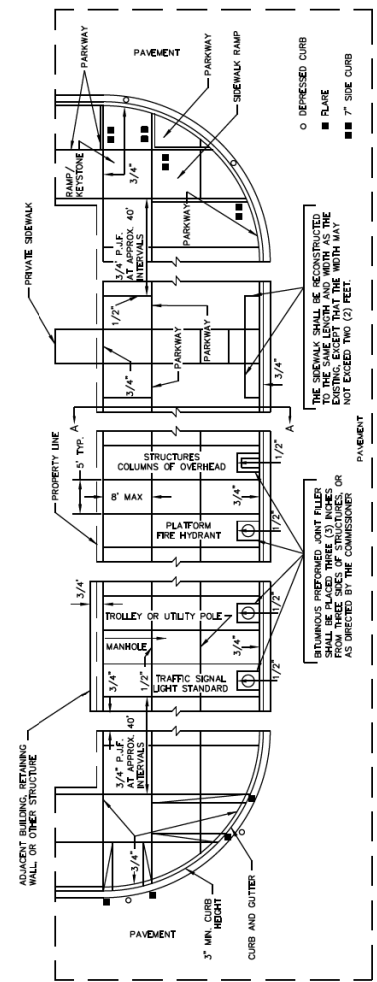 PAVEMENT
PARKWAY
PARKWAY
SIDEWALK RAMP
○ DEPRESSED CURB
■ FLARE
■■ 7" SIDE CURB
RAMP/
KEYSTONE
3/4"
PARKWAY
3/4" P.J.F.
AT APPROX. 40'
INTERVALS
PRIVATE SIDEWALK
1/2"
3/4"
PARKWAY
PARKWAY
3/4"
THE SIDEWALK SHALL BE RECONSTRUCTED
TO THE SAME LENGTH AND WIDTH AS THE
EXISTING, EXCEPT THAT THE WIDTH MAY
NOT EXCEED TWO (2) FEET.
A
A
PROPERTY LINE
5' TYP.
8' MAX
STRUCTURES
COLUMNS OF OVERHEAD
1/2"
PLATFORM
FIRE HYDRANT
3/4"
1/2"
PAVEMENT
3/4'
TROLLEY OR UTILITY POLE
1/2"
MANHOLE
3/4"
TRAFFIC SIGNAL
LIGHT STANDARD
1/2"
3/4"
1/2"
BITUMINOUS PREFORMED JOINT FILLER
SHALL BE PLACED THREE (3) INCHES
FROM THREE SIDES OF STRUCTURES, OR
AS DIRECTED BY THE COMMISSIONER
ADJACENT BUILDING, RETAINING
WALL, OR OTHER STRUCTURE
3/4" P.J.F.
AT APPROX. 40'
INTERVALS
3/4"
PAVEMENT
3" MIN. CURB
HEIGHT
CURB AND GUTTER